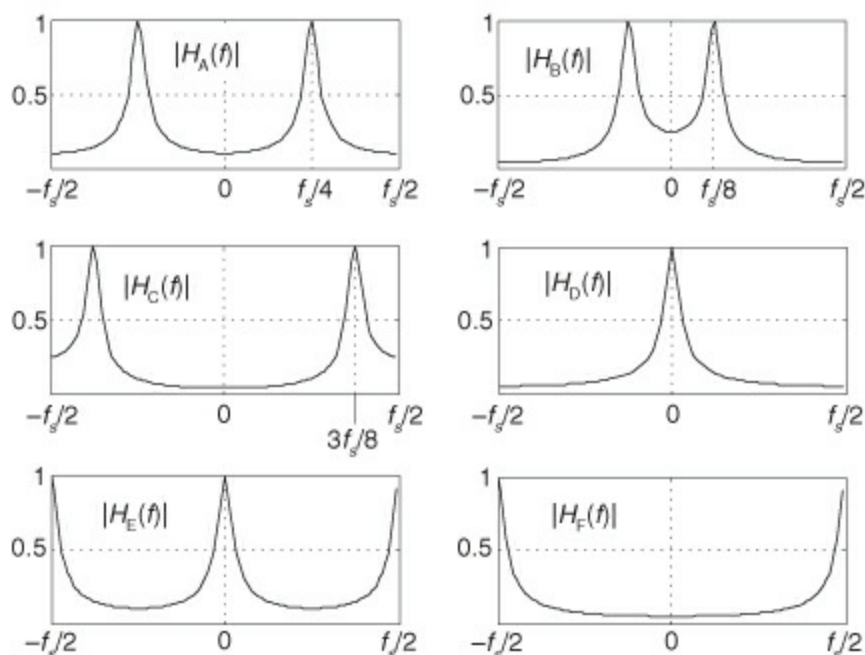 1 |H_A(f)| 0.5
−f_s/2 0 f_s/4 f_s/2
1 |H_B(f)| 0.5
−f_s/2 0 f_s/8 f_s/2
1 |H_C(f)| 0.5
−f_s/2 0 f_s/2
3f_s/8
1 |H_D(f)| 0.5
−f_s/2 0 f_s/2
1 |H_E(f)| 0.5
−f_s/2 0 f_s/2
1 |H_F(f)| 0.5
−f_s/2 0 f_s/2